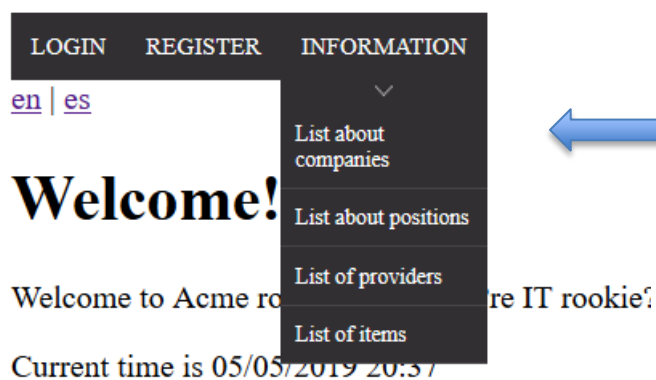 LOGIN REGISTER INFORMATION
en | es
List about
companies
Welcome!
List about positions
List of providers
Welcome to Acme ro re IT rookie?
List of items
Current time is 05/05/2019 20:37